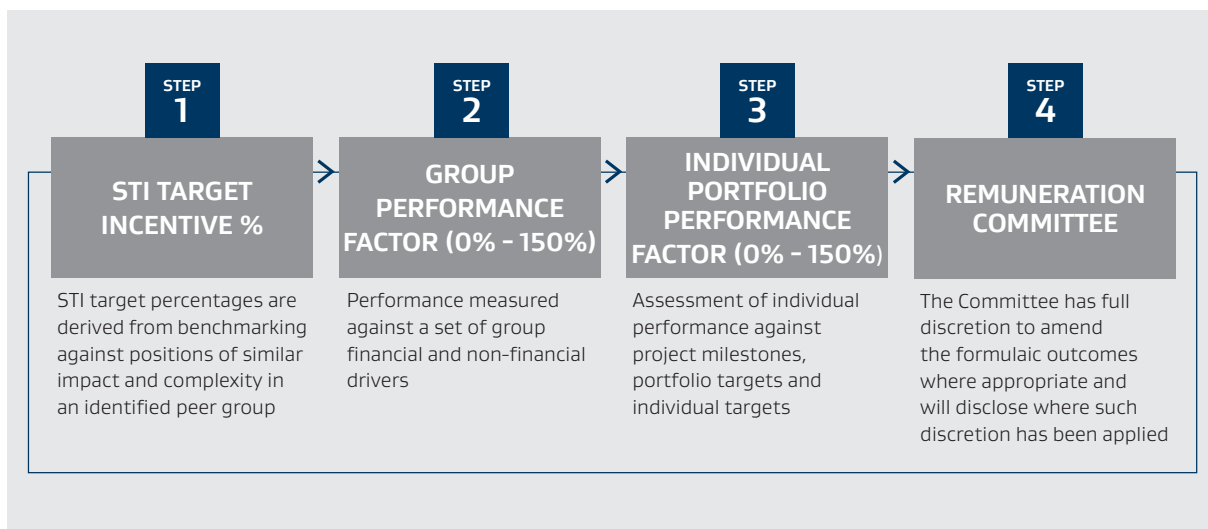 STEP
1
STI TARGET
INCENTIVE %
STI target percentages are
derived from benchmarking
against positions of similar
impact and complexity in
an identified peer group
STEP
2
GROUP
PERFORMANCE
FACTOR (0% – 150%)
Performance measured
against a set of group
financial and non-financial
drivers
STEP
3
INDIVIDUAL
PORTFOLIO
PERFORMANCE
FACTOR (0% – 150%)
Assessment of individual
performance against
project milestones,
portfolio targets and
individual targets
STEP
4
REMUNERATION
COMMITTEE
The Committee has full
discretion to amend
the formulaic outcomes
where appropriate and
will disclose where such
discretion has been applied